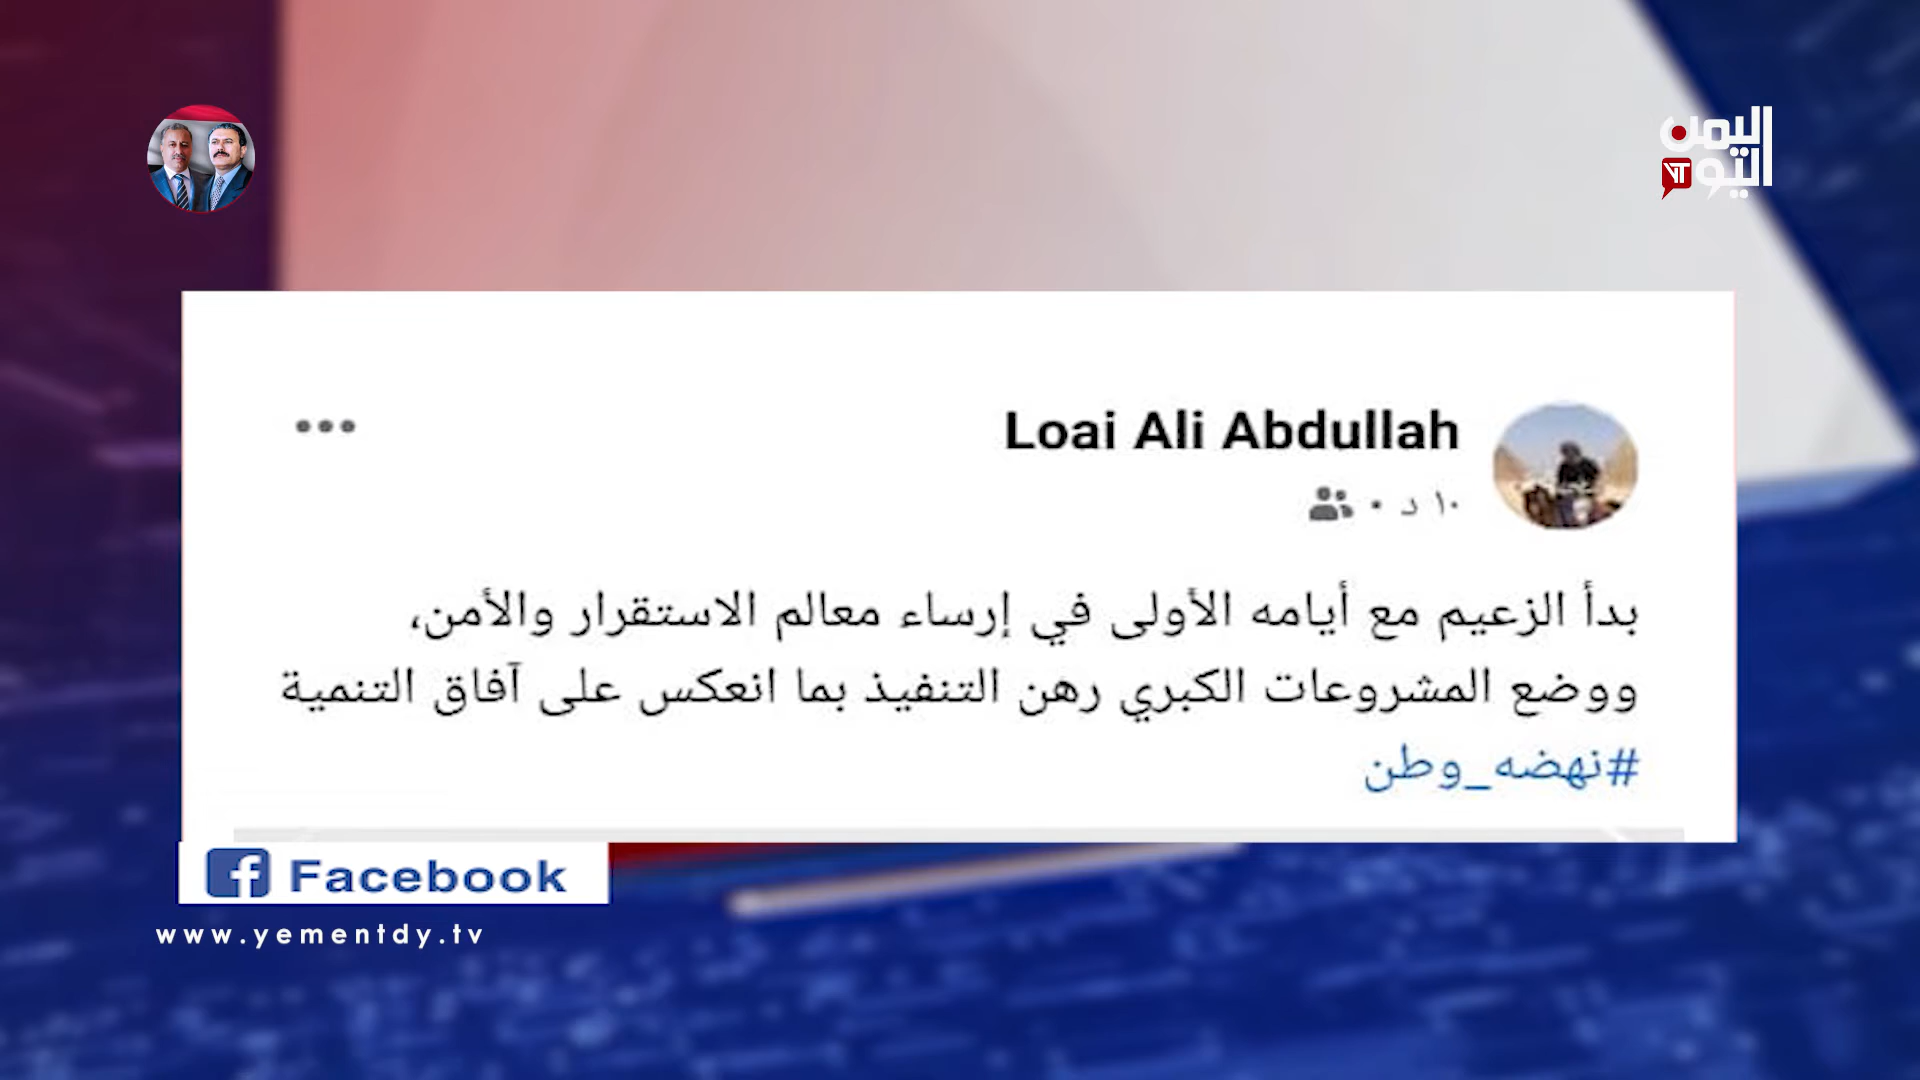 اليمن
اليوم
YT
Loai Ali Abdullah
١٠ د ·
بدأ الزعيم مع أيامه الأولى في إرساء معالم الاستقرار والأمن،
ووضع المشروعات الكبري رهن التنفيذ بما انعكس على آفاق التنمية
#نهضه_وطن
Facebook
www.yementdy.tv